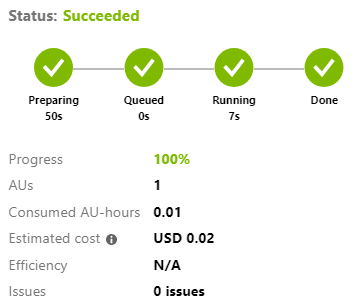 Status: Succeeded
Preparing Queued Running Done
50s 0s 7s
Progress 100%
AUs 1
Consumed AU-hours 0.01
Estimated cost USD 0.02
Efficiency N/A
Issues 0 issues